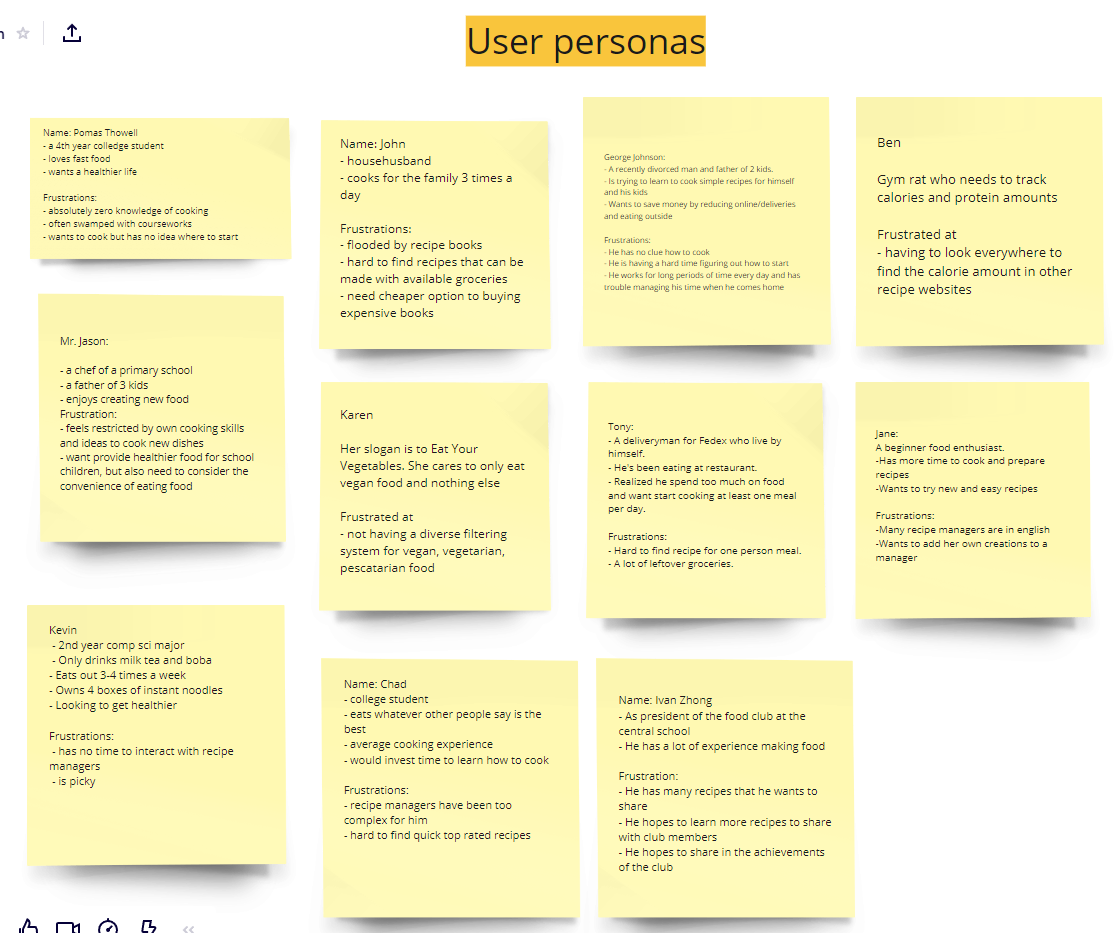 n
User personas
Name: Pomas Thowell
- a 4th year colledge student
- loves fast food
- wants a healthier life
Frustrations:
- absolutely zero knowledge of cooking
- often swamped with courseworks
- wants to cook but has no idea where to start
Name: John
- househusband
- cooks for the family 3 times a
day
Frustrations:
- flooded by recipe books
- hard to find recipes that can be
made with available groceries
- need cheaper option to buying
expensive books
George Johnson:
- A recently divorced man and father of 2 kids.
- Is trying to learn to cook simple recipes for himself
and his kids
- Wants to save money by reducing online/deliveries
and eating outside
Frustrations:
- He has no clue how to cook
- He is having a hard time figuring out how to start
- He works for long periods of time every day and has
trouble managing his time when he comes home
Ben
Gym rat who needs to track
calories and protein amounts
Frustrated at
- having to look everywhere to
find the calorie amount in other
recipe websites
Mr. Jason:
- a chef of a primary school
- a father of 3 kids
- enjoys creating new food
Frustration:
- feels restricted by own cooking skills
and ideas to cook new dishes
- want provide healthier food for school
children, but also need to consider the
convenience of eating food
Karen
Her slogan is to Eat Your
Vegetables. She cares to only eat
vegan food and nothing else
Frustrated at
- not having a diverse filtering
system for vegan, vegetarian,
pescatarian food
Tony:
- A deliveryman for Fedex who live by
himself.
- He's been eating at restaurant.
- Realized he spend too much on food
and want start cooking at least one meal
per day.
Frustrations:
- Hard to find recipe for one person meal.
- A lot of leftover groceries.
Jane:
A beginner food enthusiast.
-Has more time to cook and prepare
recipes
-Wants to try new and easy recipes
Frustrations:
-Many recipe managers are in english
-Wants to add her own creations to a
manager
Kevin
- 2nd year comp sci major
- Only drinks milk tea and boba
- Eats out 3-4 times a week
- Owns 4 boxes of instant noodles
- Looking to get healthier
Frustrations:
- has no time to interact with recipe
managers
- is picky
Name: Chad
- college student
- eats whatever other people say is the
best
- average cooking experience
- would invest time to learn how to cook
Frustrations:
- recipe managers have been too
complex for him
- hard to find quick top rated recipes
Name: Ivan Zhong
- As president of the food club at the
central school
- He has a lot of experience making food
Frustration:
- He has many recipes that he wants to
share
- He hopes to learn more recipes to share
with club members
- He hopes to share in the achievements
of the club